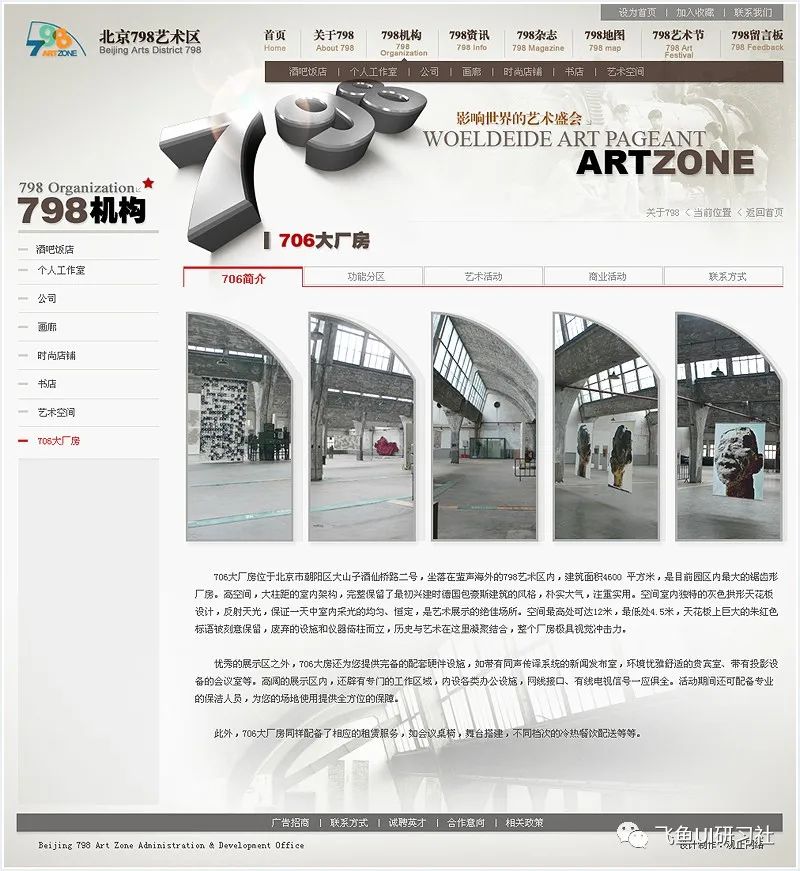 设为首页 | 加入收藏 | 联系我们
798
ARTZONE
北京798艺术区
Beijing Arts District 798
首页 关于798 798机构 798资讯 798杂志 798地图 798艺术节 798留言板
Home About 798 798 Organization 798 Info 798 Magazine 798 map 798 Art Festival 798 Feedback
酒吧饭店 | 个人工作室 | 公司 | 画廊 | 时尚店铺 | 书店 | 艺术空间
798
影响世界的艺术盛会
WOELDEIDE ART PAGEANT
ARTZONE
798 Organization
798机构
关于798 < 当前位置 < 返回首页
706大厂房
酒吧饭店
个人工作室
公司
画廊
时尚店铺
书店
艺术空间
706大厂房
706简介 功能分区 艺术活动 商业活动 联系方式
706大厂房位于北京市朝阳区大山子酒仙桥路二号，坐落在蜚声海外的798艺术区内，建筑面积4600 平方米，是目前园区内最大的锯齿形
厂房。高空间，大柱距的室内架构，完整保留了最初兴建时德国包豪斯建筑的风格，朴实大气，注重实用。空间室内独特的灰色拱形天花板
设计，反射天光，保证一天中室内采光的均匀、恒定，是艺术展示的绝佳场所。空间最高处可达12米，最低处4.5米，天花板上巨大的朱红色
标语被刻意保留，废弃的设施和仪器倚柱而立，历史与艺术在这里凝聚结合，整个厂房极具视觉冲击力。
优秀的展示区之外，706大房还为您提供完备的配套硬件设施，如带有同声传译系统的新闻发布室，环境优雅舒适的贵宾室、带有投影设
备的会议室等。高阔的展示区内，还辟有专门的工作区域，内设各类办公设施，网线接口、有线电视信号一应俱全。活动期间还可配备专业
的保洁人员，为您的场地使用提供全方位的保障。
此外，706大厂房同样配备了相应的租赁服务，如会议桌椅，舞台搭建，不同档次的冷热餐饮配送等等。
广告招商 | 联系方式 | 诚聘英才 | 合作意向 | 相关政策
Beijing 798 Art Zone Administration & Development Office
设计制作：观正网络
飞鱼UI研习社